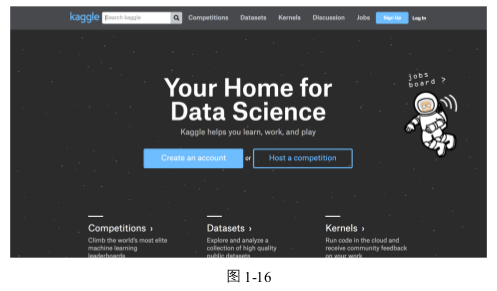 kaggle Search kaggle Competitions Datasets Kernels Discussion Jobs Sign Up Log In
jobs
board >
Your Home for
Data Science
Kaggle helps you learn, work, and play
Create an account or Host a competition
Competitions ›
Climb the world's most elite
machine learning
leaderboards
Datasets ›
Explore and analyze a
collection of high quality
public datasets
Kernels ›
Run code in the cloud and
receive community feedback
on your work
图 1-16